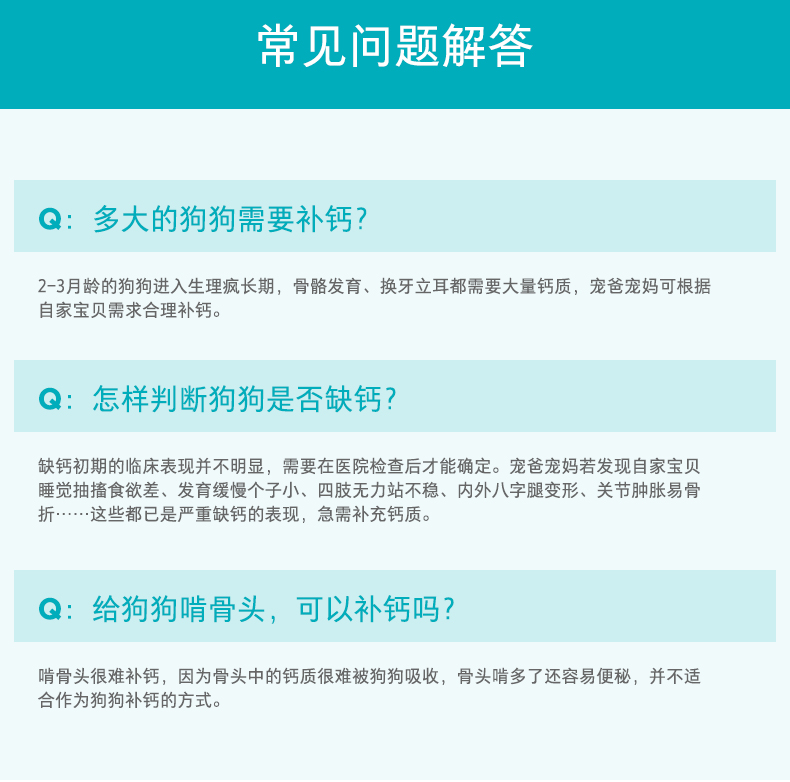 常见问题解答
Q：多大的狗狗需要补钙？
2-3月龄的狗狗进入生理疯长期，骨骼发育、换牙立耳都需要大量钙质，宠爸宠妈可根据
自家宝贝需求合理补钙。
Q：怎样判断狗狗是否缺钙？
缺钙初期的临床表现并不明显，需要在医院检查后才能确定。宠爸宠妈若发现自家宝贝
睡觉抽搐食欲差、发育缓慢个子小、四肢无力站不稳、内外八字腿变形、关节肿胀易骨
折……这些都已是严重缺钙的表现，急需补充钙质。
Q：给狗狗啃骨头，可以补钙吗？
啃骨头很难补钙，因为骨头中的钙质很难被狗狗吸收，骨头啃多了还容易便秘，并不适
合作为狗狗补钙的方式。